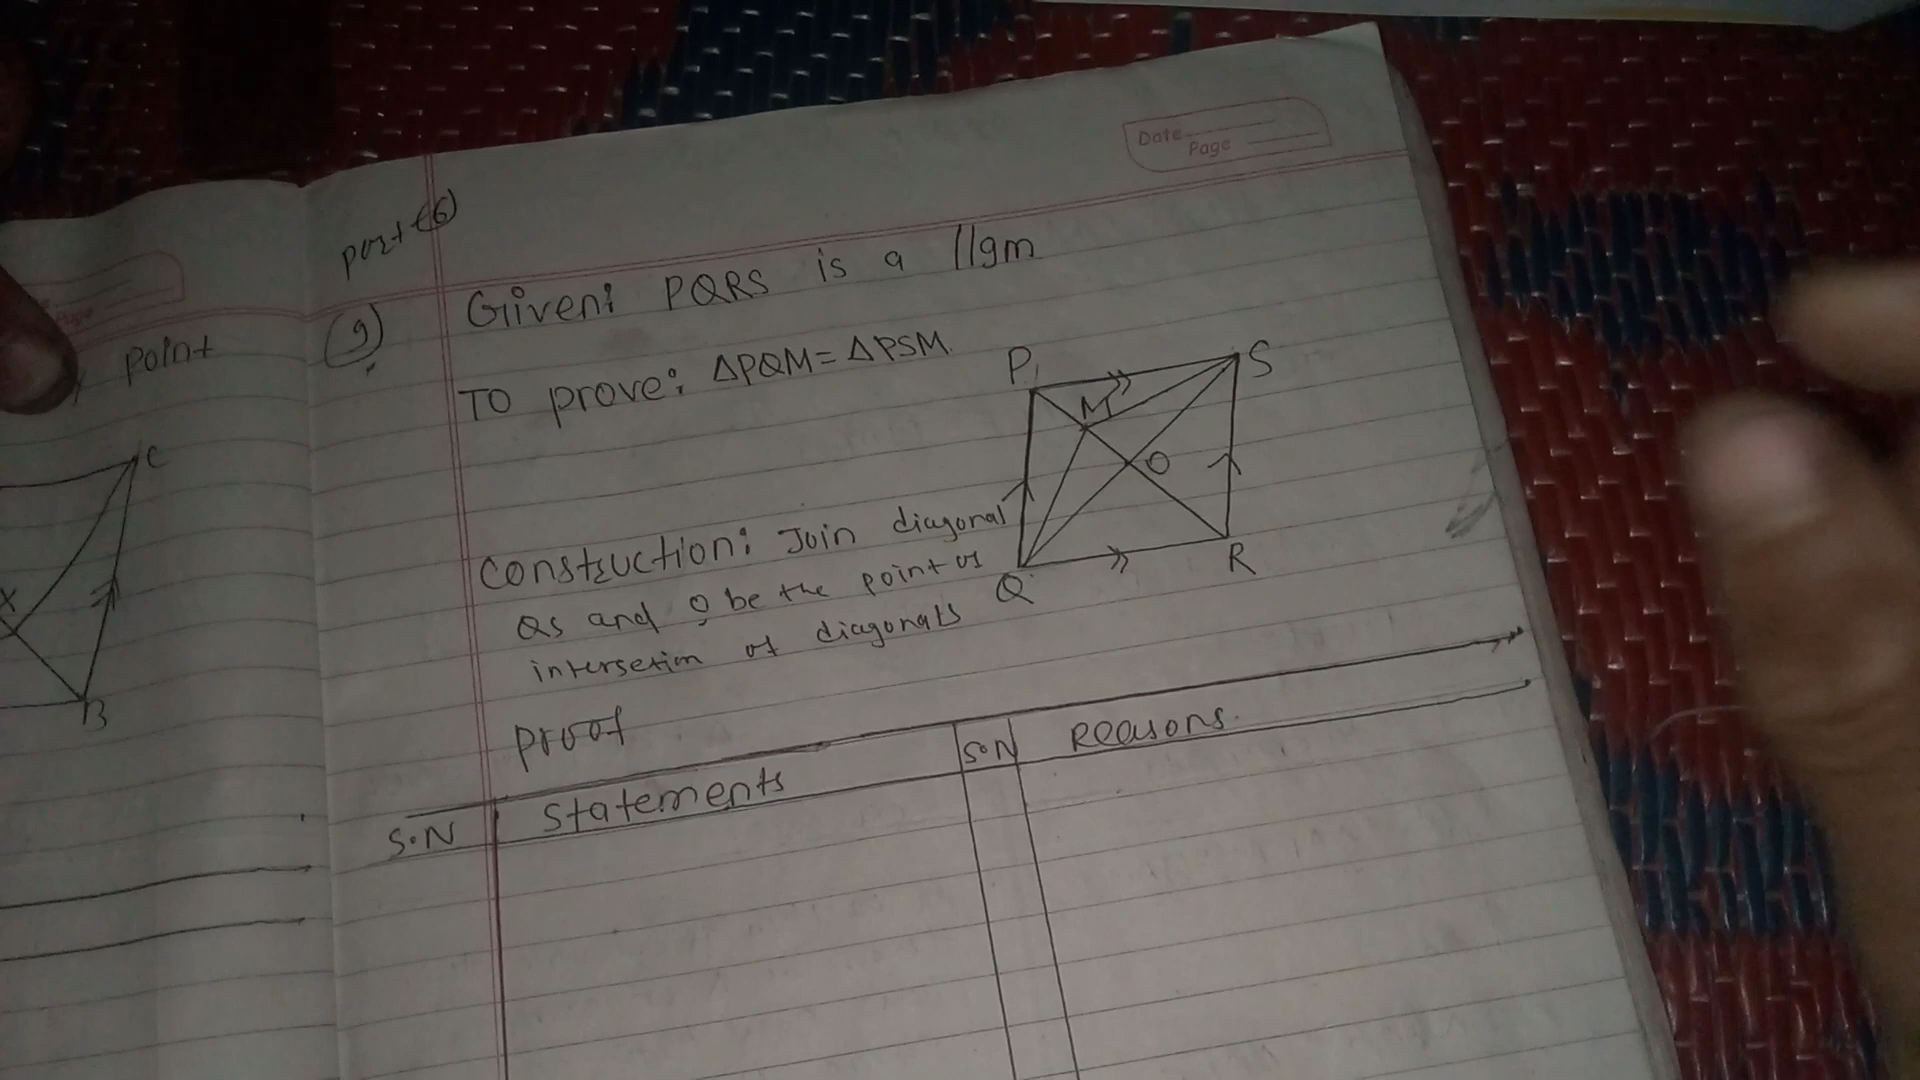 Date
Page
part (6)
point
(9) Given: PQRS is a ||gm
TO prove: ΔPQM = ΔPSM.
P
S
M
O
Q
R
C
X
B
construction: Join diagonal
QS and O be the point of
intersetion of diagonals
proof
S.N statements S.N Reasons.